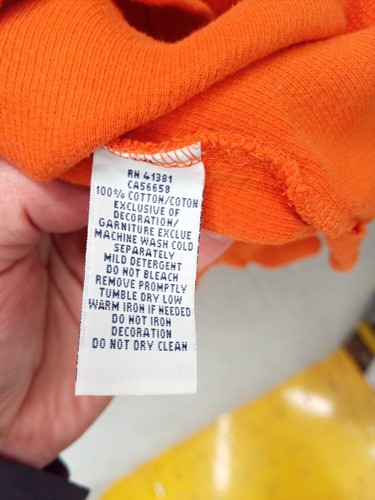 RN 41381
CA56658
100% COTTON/COTON
EXCLUSIVE OF
DECORATION/
GARNITURE EXCLUE
MACHINE WASH COLD
SEPARATELY
MILD DETERGENT
DO NOT BLEACH
REMOVE PROMPTLY
TUMBLE DRY LOW
WARM IRON IF NEEDED
DO NOT IRON
DECORATION
DO NOT DRY CLEAN